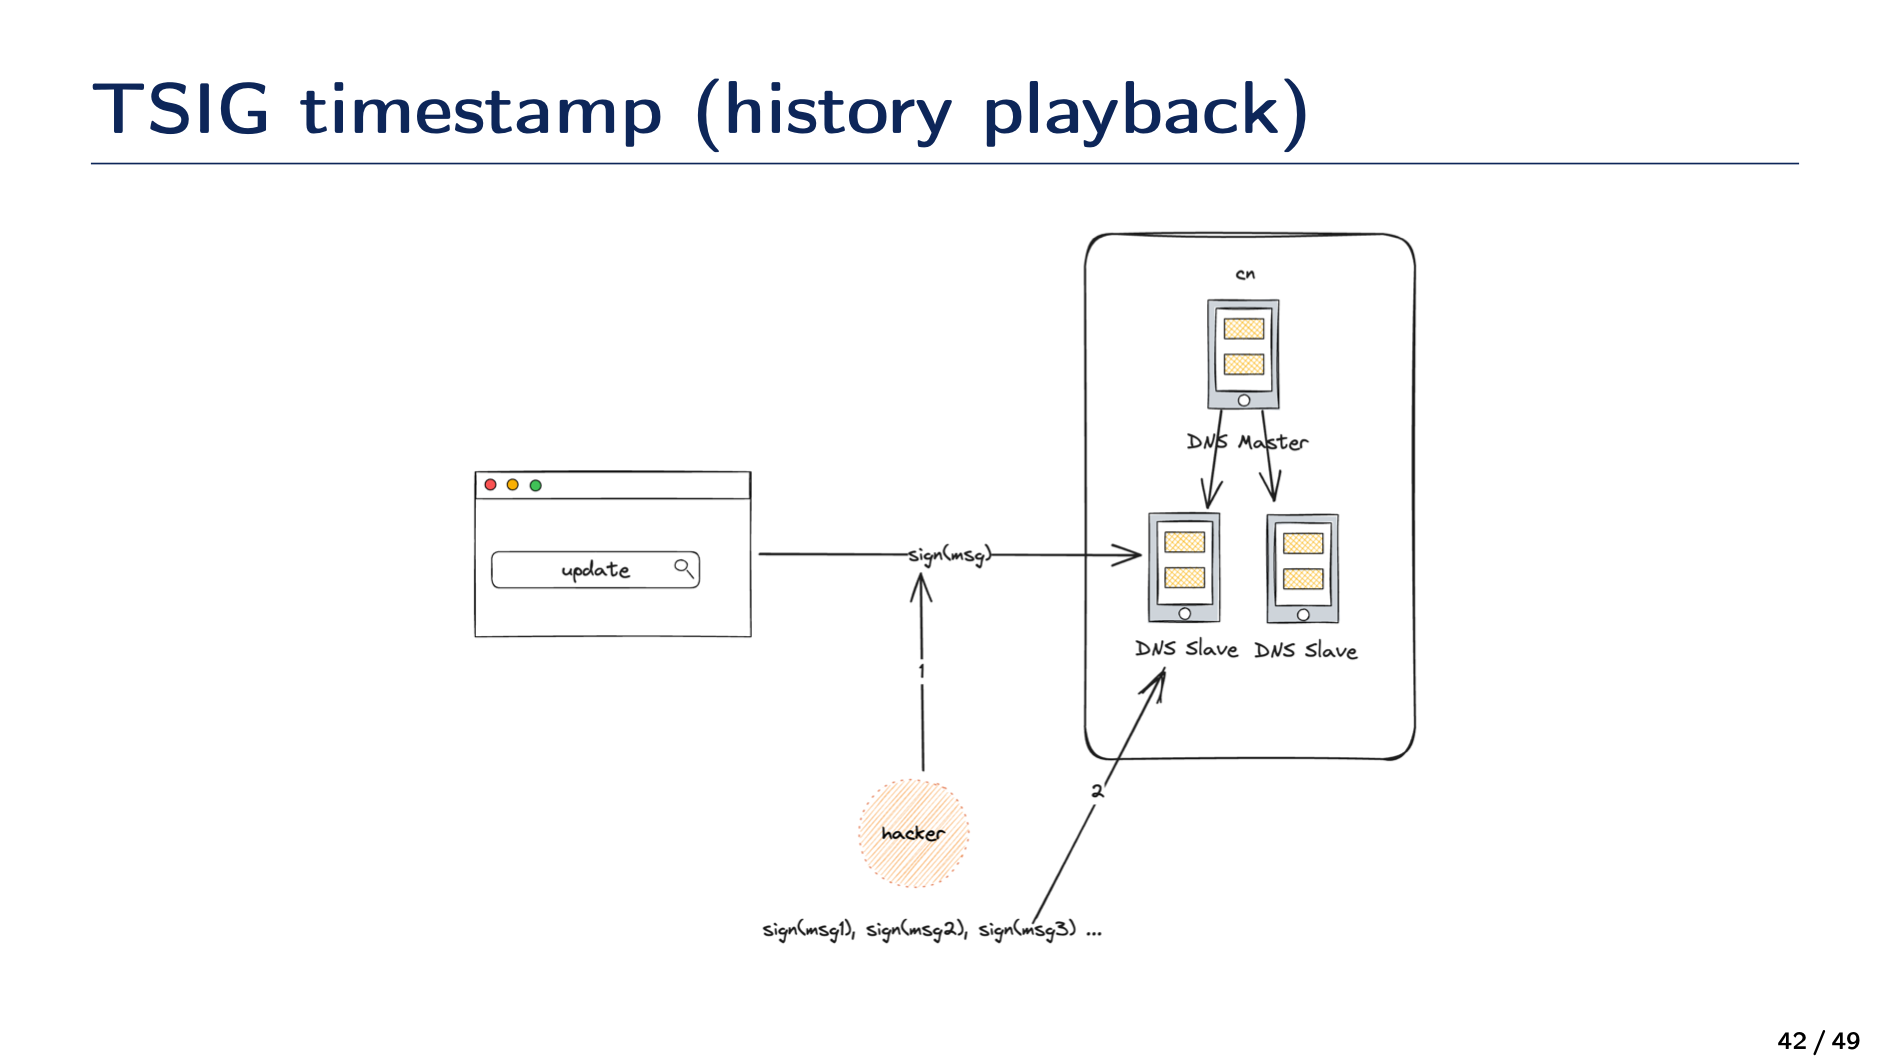 TSIG timestamp (history playback)
cn
DNS Master
update
sign(msg)
DNS Slave
DNS Slave
1
2
hacker
sign(msg1), sign(msg2), sign(msg3) ...
42 / 49